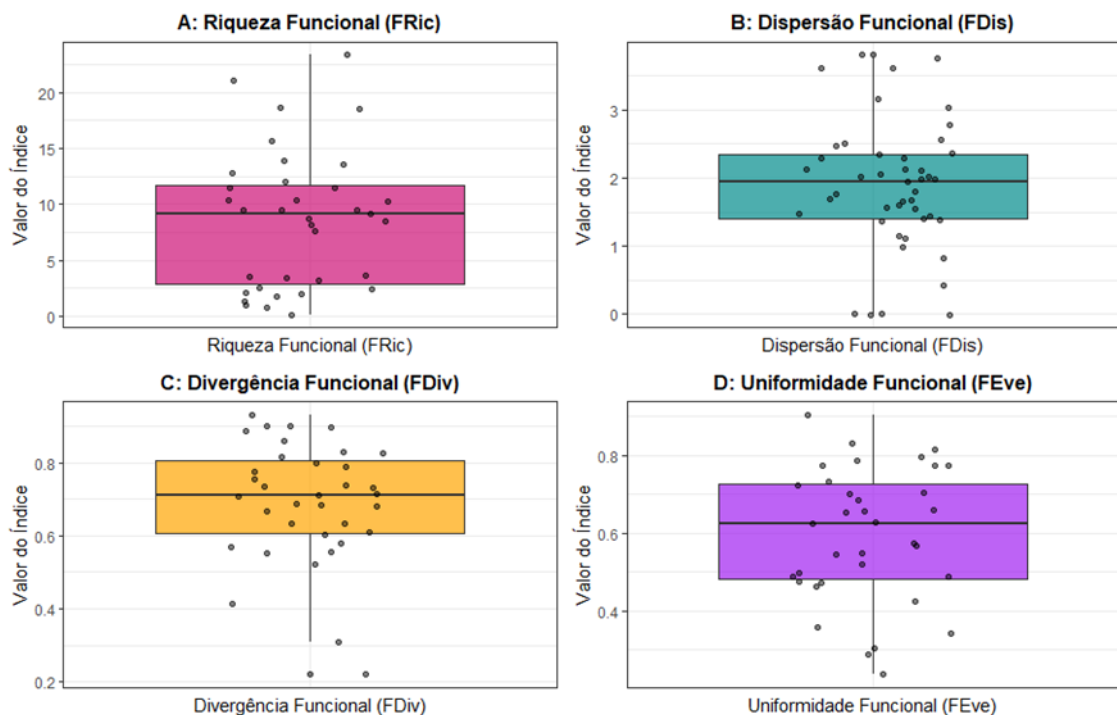 A: Riqueza Funcional (FRic)
Valor do Índice
20
15
10
5
0
Riqueza Funcional (FRic)
B: Dispersão Funcional (FDis)
Valor do Índice
3
2
1
0
Dispersão Funcional (FDis)
C: Divergência Funcional (FDiv)
Valor do Índice
0.8
0.6
0.4
0.2
Divergência Funcional (FDiv)
D: Uniformidade Funcional (FEve)
Valor do Índice
0.8
0.6
0.4
Uniformidade Funcional (FEve)